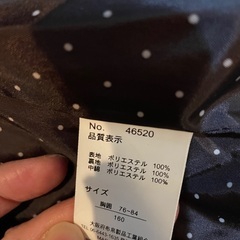 No. 46520
品質表示
表地 ポリエステル 100%
裏地 ポリエステル 100%
中綿 ポリエステル 100%
サイズ
胸囲 76-84
160